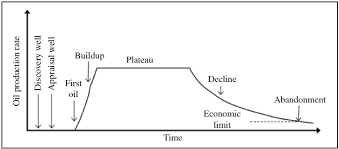 Oil production rate
Discovery well
Appraisal well
First
oil
Buildup
Plateau
Decline
Economic
limit
Abandonment
Time